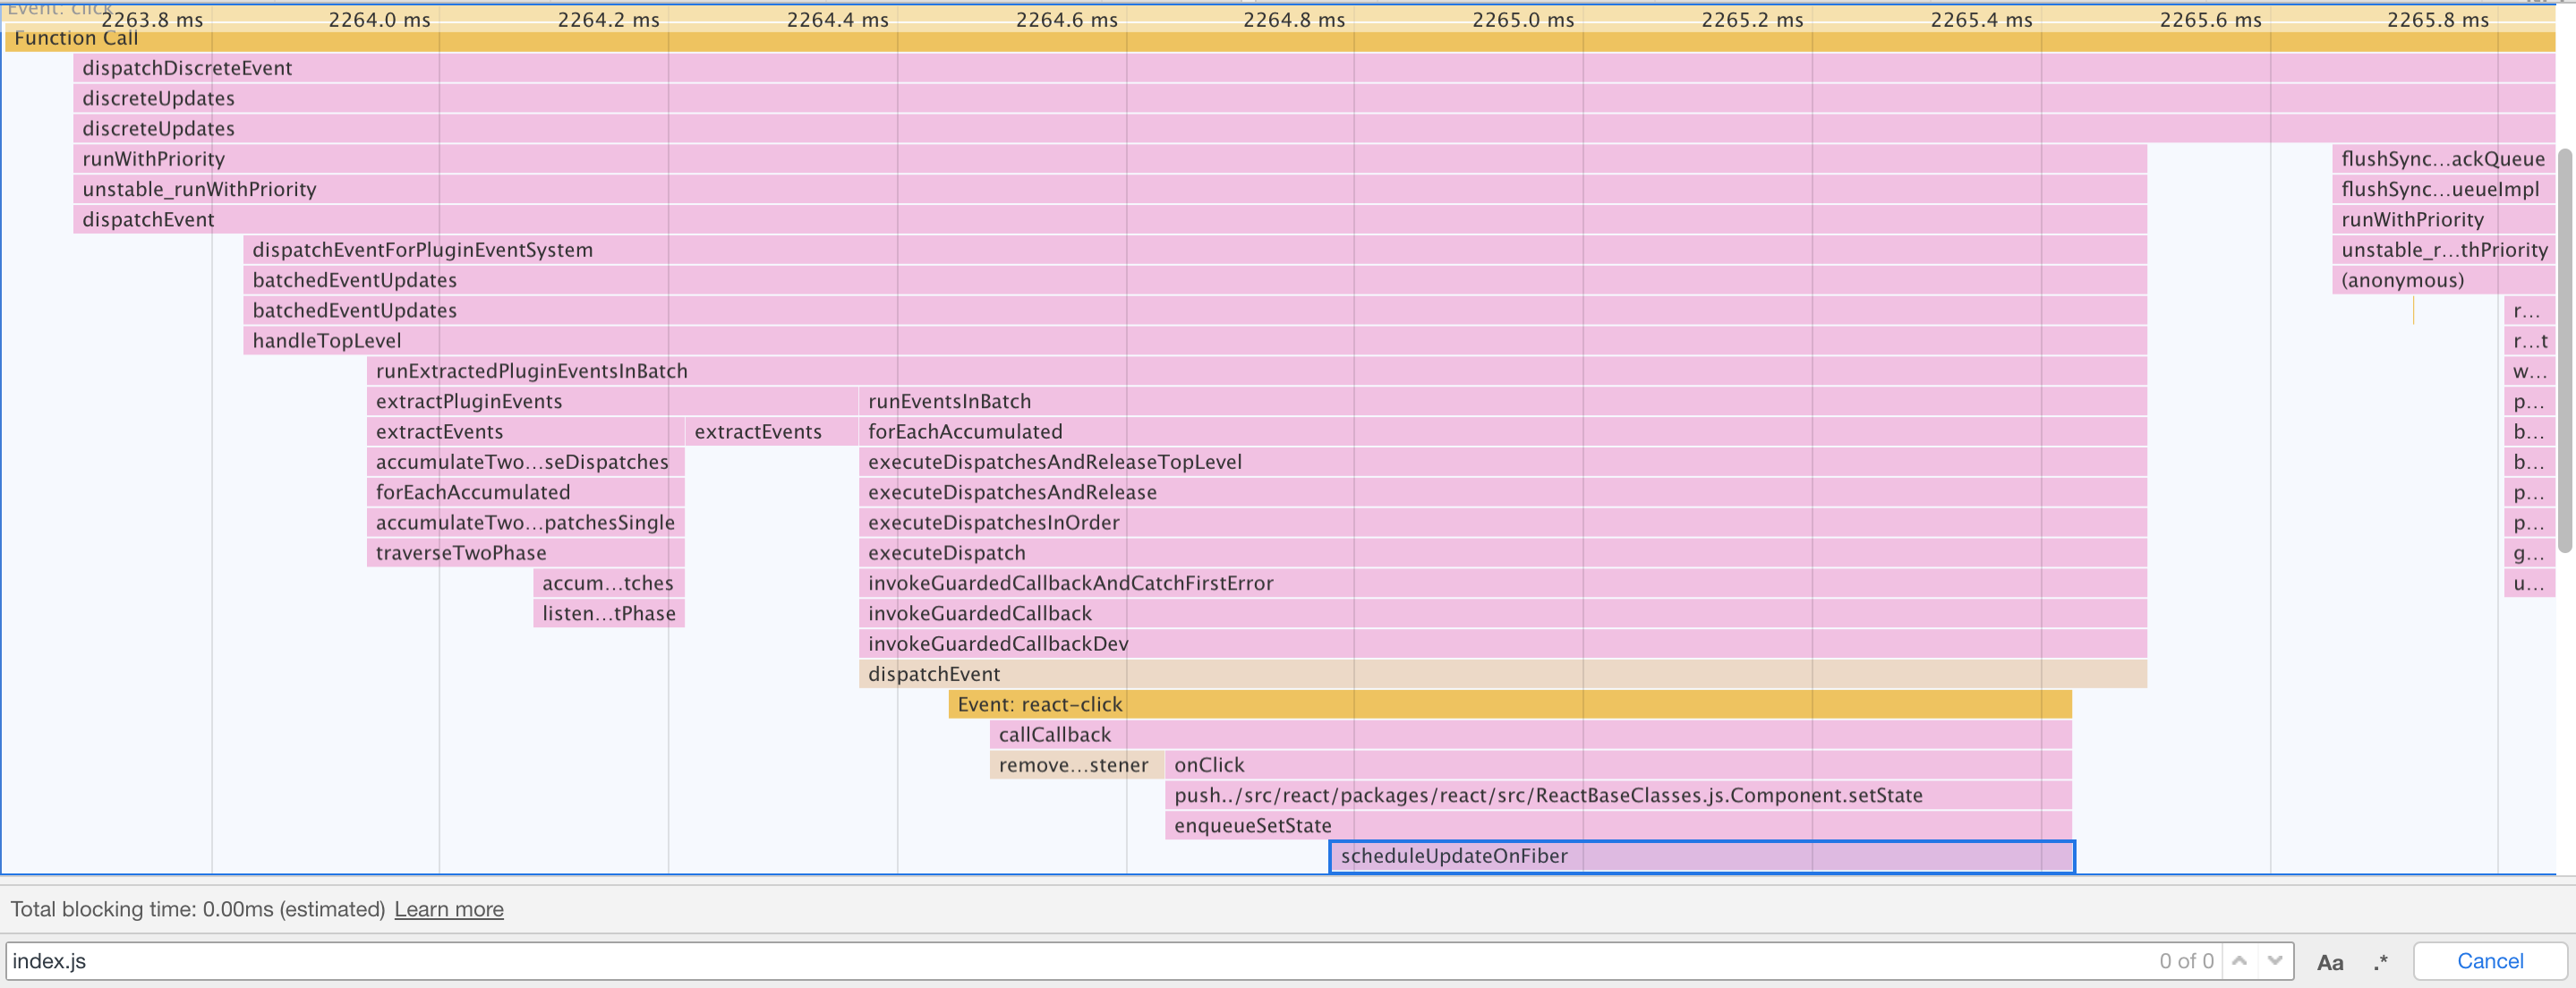 Event: click
2263.8 ms 2264.0 ms 2264.2 ms 2264.4 ms 2264.6 ms 2264.8 ms 2265.0 ms 2265.2 ms 2265.4 ms 2265.6 ms 2265.8 ms
Function Call
dispatchDiscreteEvent
discreteUpdates
discreteUpdates
runWithPriority flushSync…ackQueue
unstable_runWithPriority flushSync…ueueImpl
dispatchEvent runWithPriority
dispatchEventForPluginEventSystem unstable_r…thPriority
batchedEventUpdates (anonymous)
batchedEventUpdates r…
handleTopLevel r…t
runExtractedPluginEventsInBatch w…
extractPluginEvents runEventsInBatch p…
extractEvents extractEvents forEachAccumulated b…
accumulateTwo…seDispatches executeDispatchesAndReleaseTopLevel b…
forEachAccumulated executeDispatchesAndRelease p…
accumulateTwo…patchesSingle executeDispatchesInOrder p…
traverseTwoPhase executeDispatch g…
accum…tches invokeGuardedCallbackAndCatchFirstError u…
listen…tPhase invokeGuardedCallback
invokeGuardedCallbackDev
dispatchEvent
Event: react-click
callCallback
remove…stener onClick
push../src/react/packages/react/src/ReactBaseClasses.js.Component.setState
enqueueSetState
scheduleUpdateOnFiber
Total blocking time: 0.00ms (estimated) Learn more
index.js 0 of 0 Aa .* Cancel